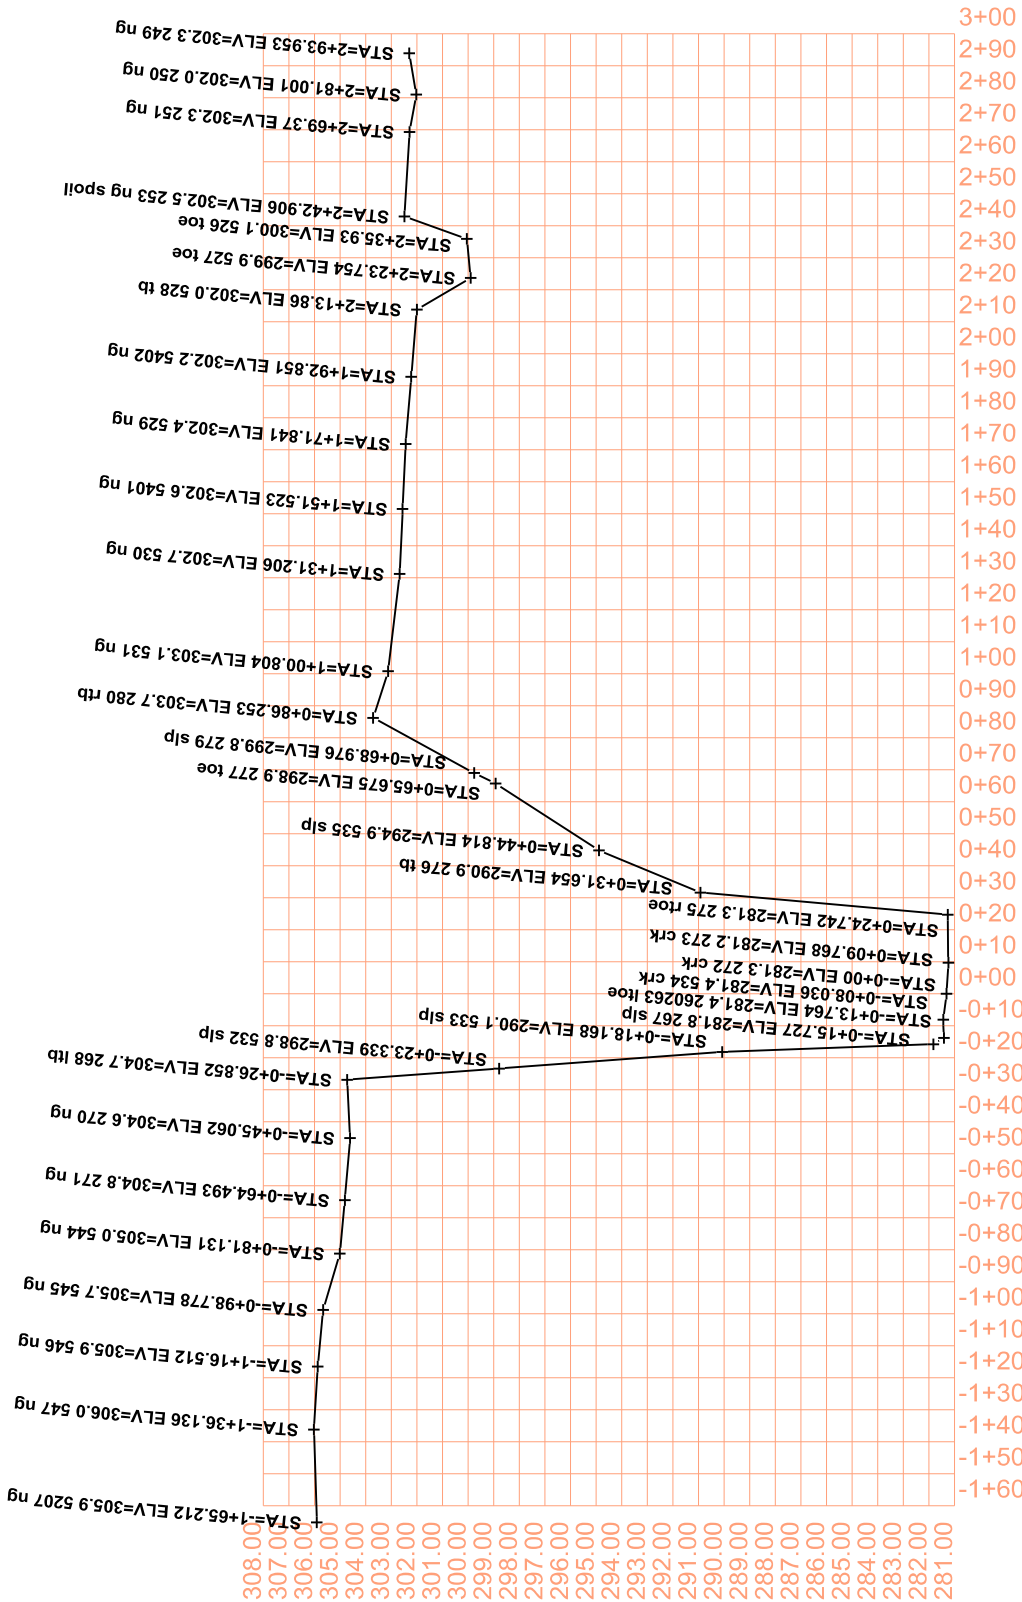 STA=2+93.953 ELV=302.3 249 ng
STA=2+81.001 ELV=302.0 250 ng
STA=2+69.37 ELV=302.3 251 ng
STA=2+42.906 ELV=302.5 253 ng spoil
STA=2+35.93 ELV=300.1 526 toe
STA=2+23.754 ELV=299.9 527 toe
STA=2+13.86 ELV=302.0 528 tb
STA=1+92.851 ELV=302.2 5402 ng
STA=1+71.841 ELV=302.4 529 ng
STA=1+51.523 ELV=302.6 5401 ng
STA=1+31.206 ELV=302.7 530 ng
STA=1+00.804 ELV=303.1 531 ng
STA=0+86.253 ELV=303.7 280 rtb
STA=0+68.976 ELV=299.8 279 slp
STA=0+65.675 ELV=298.9 277 toe
STA=0+44.814 ELV=294.9 535 slp
STA=0+31.654 ELV=290.9 276 tb
STA=0+24.742 ELV=281.3 275 rtoe
STA=0+09.768 ELV=281.2 273 crk
STA=-0+00 ELV=281.3 272 crk
STA=-0+08.036 ELV=281.4 534 crk
STA=-0+13.764 ELV=281.4 260263 ltoe
STA=-0+15.727 ELV=281.8 267 slp
STA=-0+18.168 ELV=290.1 533 slp
STA=-0+23.339 ELV=298.8 532 slp
STA=-0+26.852 ELV=304.7 268 ltb
STA=-0+45.062 ELV=304.6 270 ng
STA=-0+64.493 ELV=304.8 271 ng
STA=-0+81.131 ELV=305.0 544 ng
STA=-0+98.778 ELV=305.7 545 ng
STA=-1+16.512 ELV=305.9 546 ng
STA=-1+36.136 ELV=306.0 547 ng
STA=-1+65.212 ELV=305.9 5207 ng
3+00
2+90
2+80
2+70
2+60
2+50
2+40
2+30
2+20
2+10
2+00
1+90
1+80
1+70
1+60
1+50
1+40
1+30
1+20
1+10
1+00
0+90
0+80
0+70
0+60
0+50
0+40
0+30
0+20
0+10
0+00
-0+10
-0+20
-0+30
-0+40
-0+50
-0+60
-0+70
-0+80
-0+90
-1+00
-1+10
-1+20
-1+30
-1+40
-1+50
-1+60
308.00
307.00
306.00
305.00
304.00
303.00
302.00
301.00
300.00
299.00
298.00
297.00
296.00
295.00
294.00
293.00
292.00
291.00
290.00
289.00
288.00
287.00
286.00
285.00
284.00
283.00
282.00
281.00